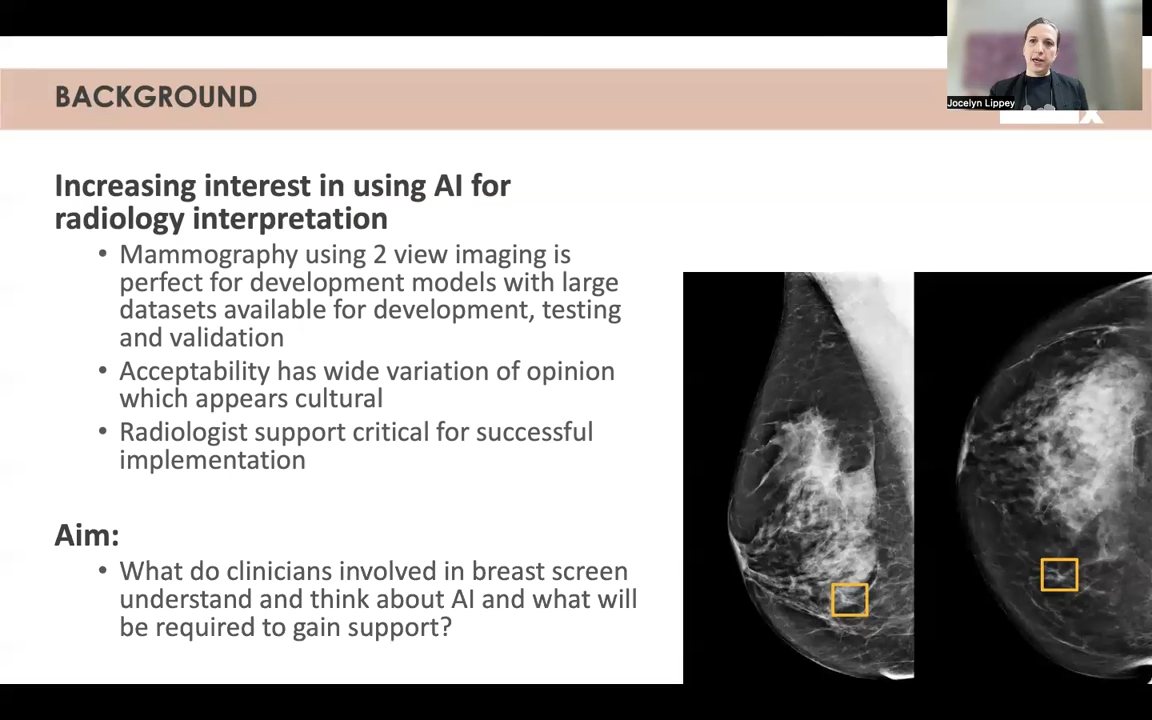 Jocelyn Lippey
BACKGROUND
Increasing interest in using AI for
radiology interpretation
• Mammography using 2 view imaging is
perfect for development models with large
datasets available for development, testing
and validation
• Acceptability has wide variation of opinion
which appears cultural
• Radiologist support critical for successful
implementation
Aim:
• What do clinicians involved in breast screen
understand and think about AI and what will
be required to gain support?